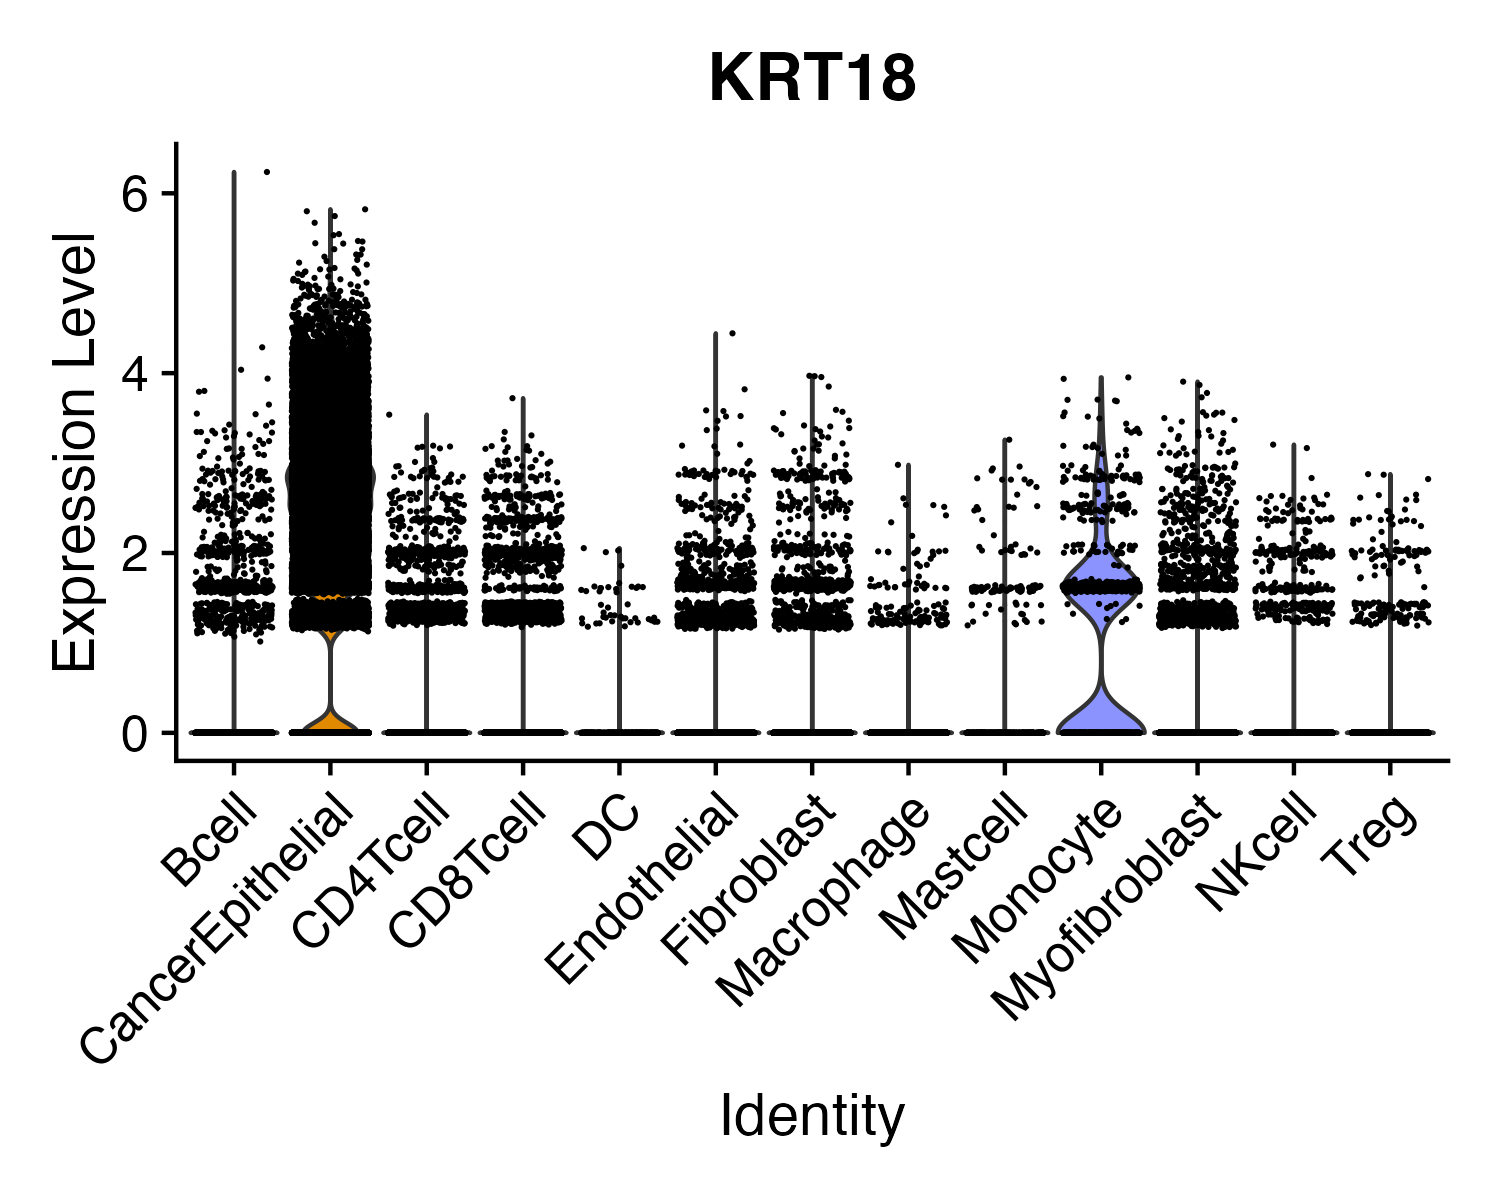 KRT18
Expression Level
6
4
2
0
Bcell
CancerEpithelial
CD4Tcell
CD8Tcell
DC
Endothelial
Fibroblast
Macrophage
Mastcell
Monocyte
Myofibroblast
NKcell
Treg
Identity